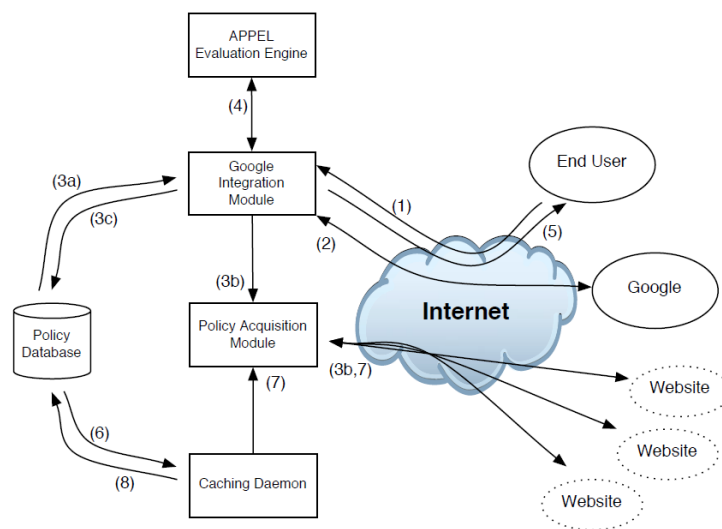 APPEL
Evaluation Engine
(4)
End User
(3a)
Google
Integration
Module
(1)
(3c)
(5)
(2)
Google
(3b)
Internet
Policy
Database
Policy Acquisition
Module
(7)
(3b,7)
Website
(6)
Website
(8)
Caching Daemon
Website